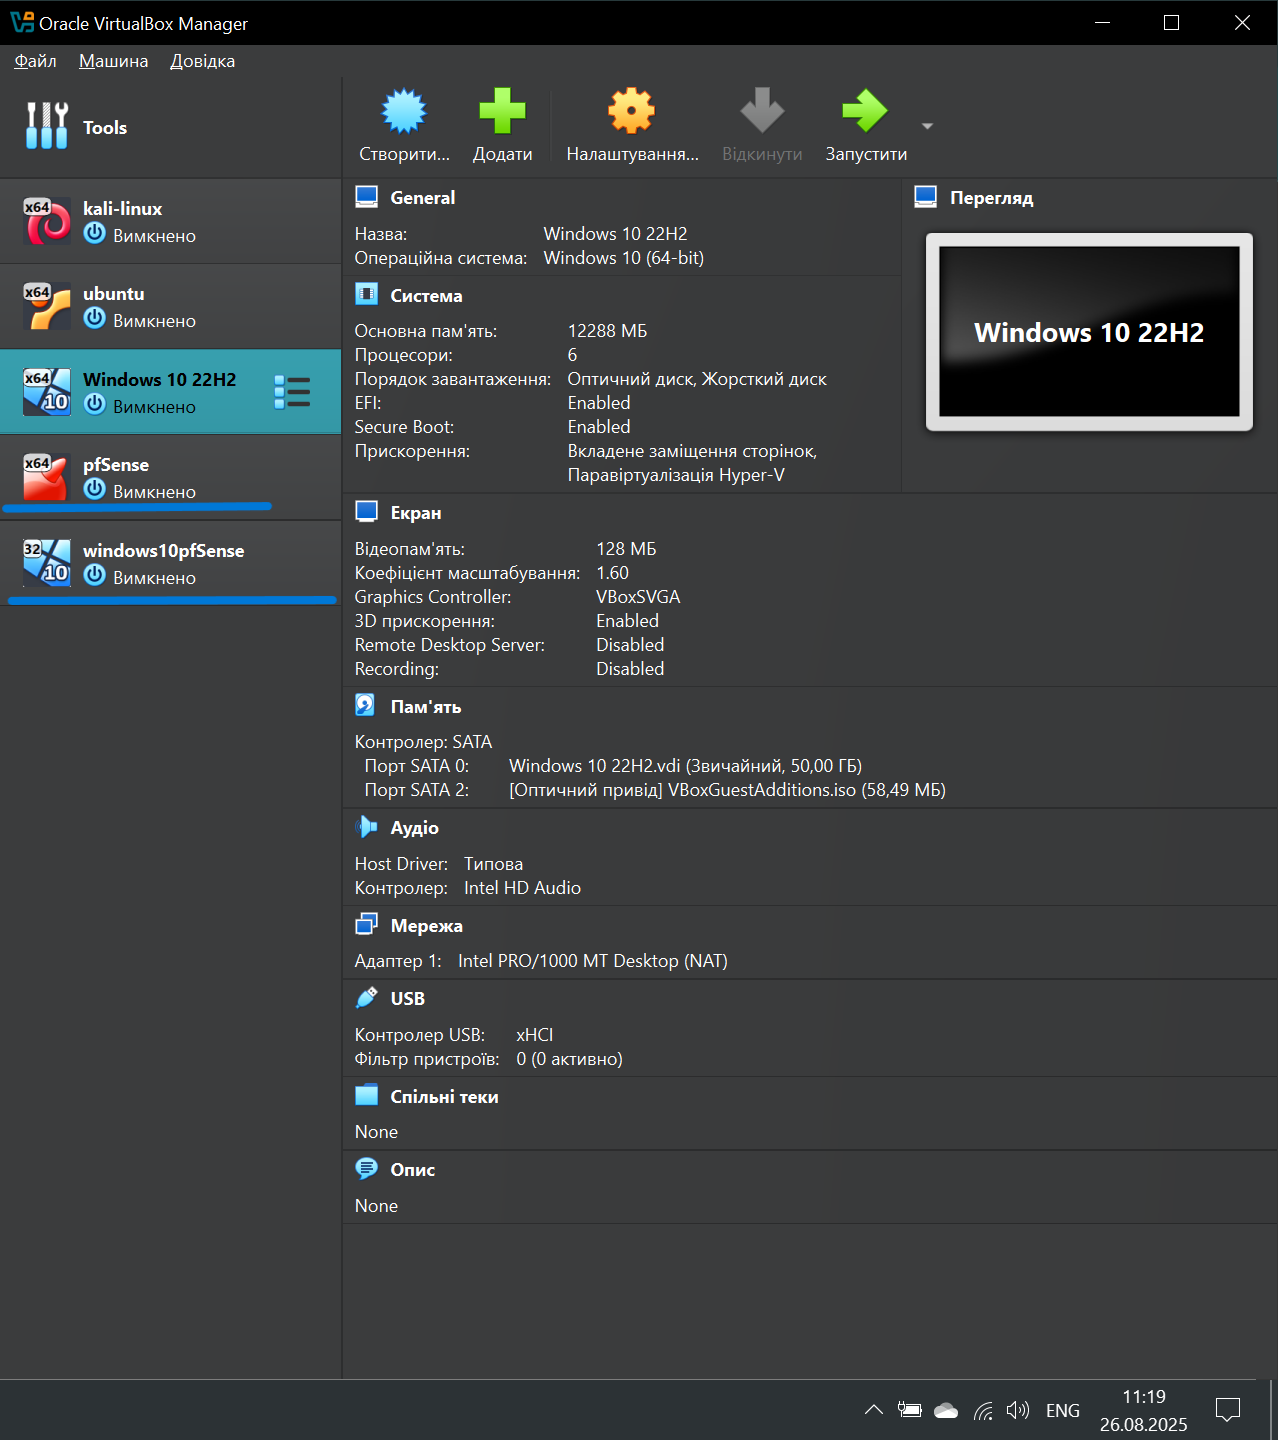 Oracle VirtualBox Manager
Файл Машина Довідка
Tools
Створити... Додати Налаштування... Відкинути Запустити
x64 kali-linux
Вимкнено
x64 ubuntu
Вимкнено
x64 10 Windows 10 22H2
Вимкнено
x64 pfSense
Вимкнено
32 10 windows10pfSense
Вимкнено
General
Назва: Windows 10 22H2
Операційна система: Windows 10 (64-bit)
Система
Основна пам'ять: 12288 МБ
Процесори: 6
Порядок завантаження: Оптичний диск, Жорсткий диск
EFI: Enabled
Secure Boot: Enabled
Прискорення: Вкладене заміщення сторінок,
Паравіртуалізація Hyper-V
Перегляд
Windows 10 22H2
Екран
Відеопам'ять: 128 МБ
Коефіцієнт масштабування: 1.60
Graphics Controller: VBoxSVGA
3D прискорення: Enabled
Remote Desktop Server: Disabled
Recording: Disabled
Пам'ять
Контролер: SATA
Порт SATA 0: Windows 10 22H2.vdi (Звичайний, 50,00 ГБ)
Порт SATA 2: [Оптичний привід] VBoxGuestAdditions.iso (58,49 МБ)
Аудіо
Host Driver: Типова
Контролер: Intel HD Audio
Мережа
Адаптер 1: Intel PRO/1000 MT Desktop (NAT)
USB
Контролер USB: xHCI
Фільтр пристроїв: 0 (0 активно)
Спільні теки
None
Опис
None
ENG
11:19
26.08.2025